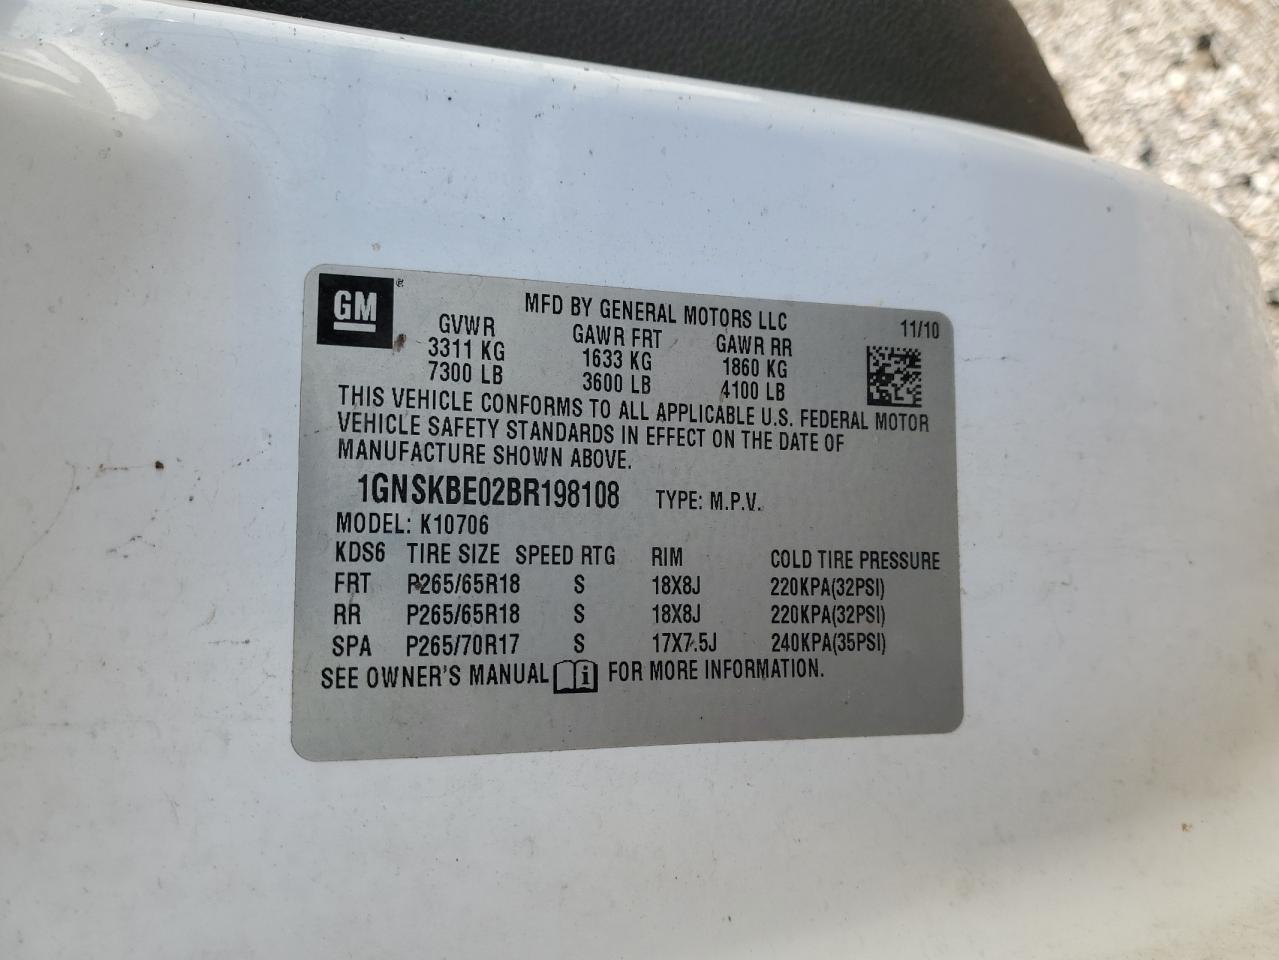 GM ®
MFD BY GENERAL MOTORS LLC 11/10
GVWR GAWR FRT GAWR RR
3311 KG 1633 KG 1860 KG
7300 LB 3600 LB 4100 LB
THIS VEHICLE CONFORMS TO ALL APPLICABLE U.S. FEDERAL MOTOR
VEHICLE SAFETY STANDARDS IN EFFECT ON THE DATE OF
MANUFACTURE SHOWN ABOVE.
1GNSKBE02BR198108 TYPE: M.P.V.
MODEL: K10706
KDS6 TIRE SIZE SPEED RTG RIM COLD TIRE PRESSURE
FRT P265/65R18 S 18X8J 220KPA(32PSI)
RR P265/65R18 S 18X8J 220KPA(32PSI)
SPA P265/70R17 S 17X7.5J 240KPA(35PSI)
SEE OWNER'S MANUAL i FOR MORE INFORMATION.